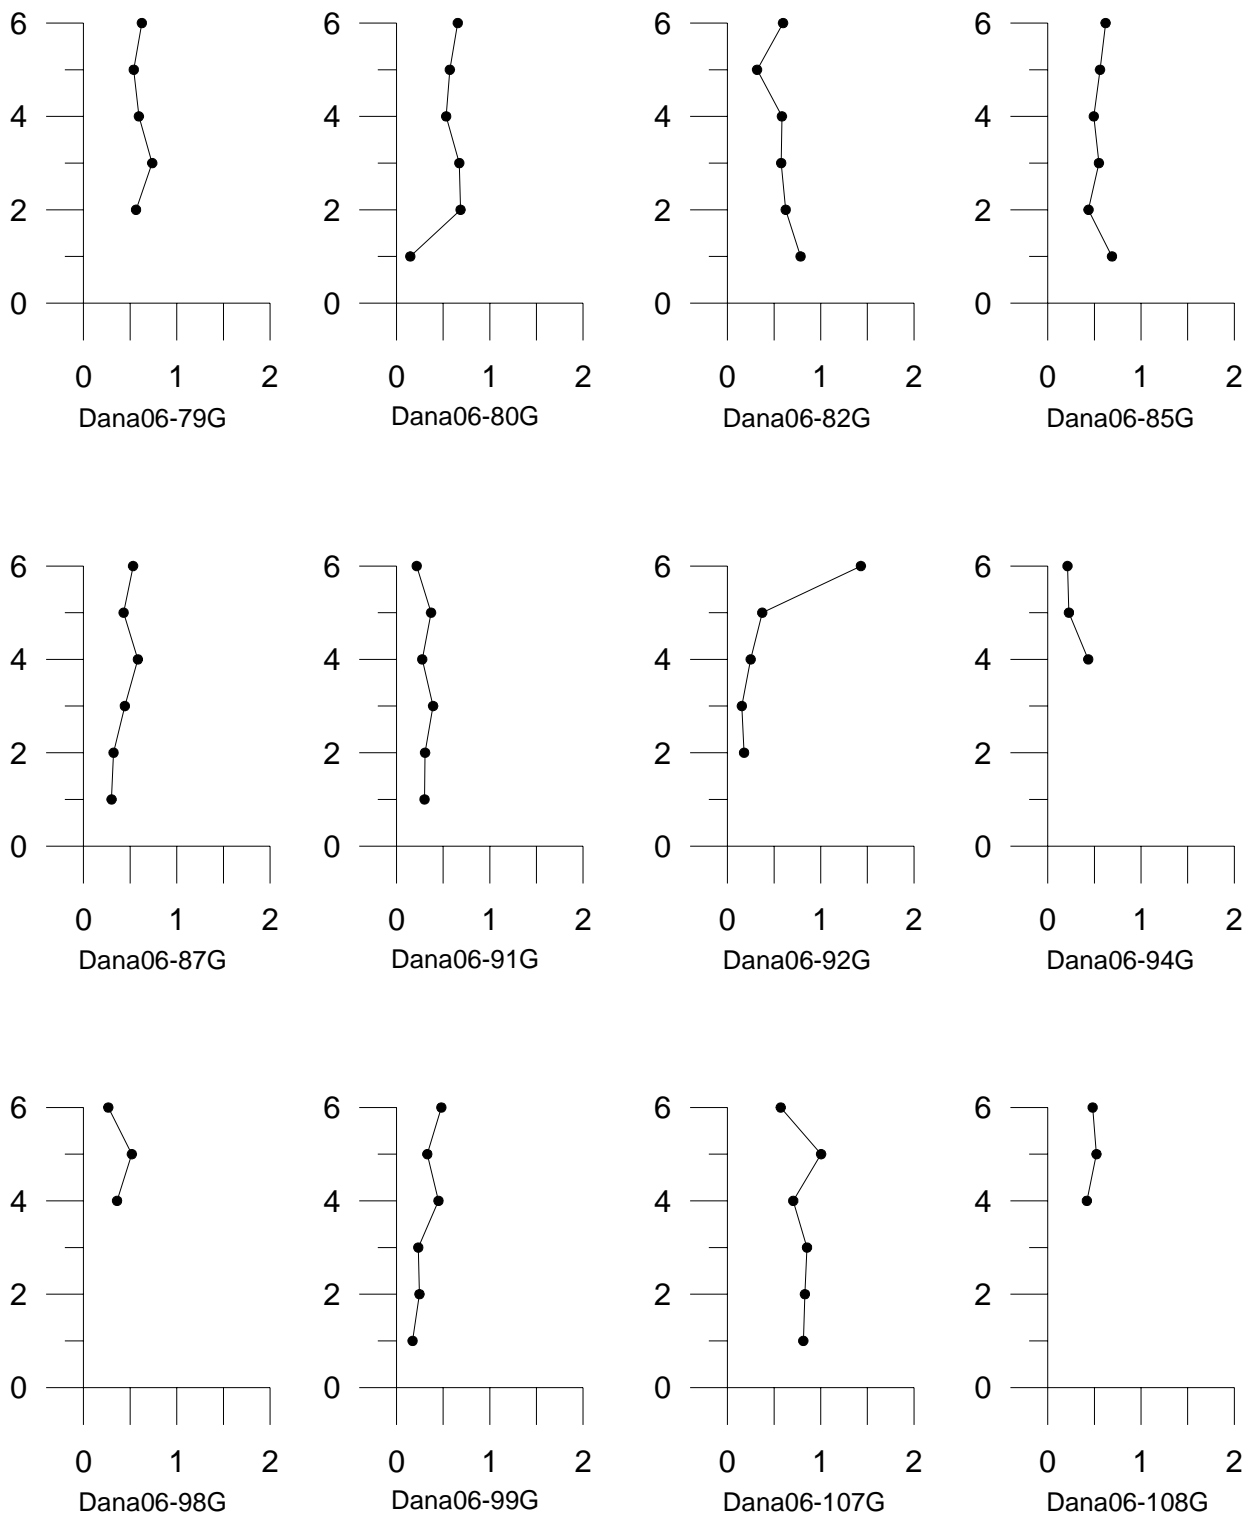 6 6 6 6
4 4 4 4
2 2 2 2
0 0 0 0
0 1 2 0 1 2 0 1 2 0 1 2
Dana06-79G Dana06-80G Dana06-82G Dana06-85G
6 6 6 6
4 4 4 4
2 2 2 2
0 0 0 0
0 1 2 0 1 2 0 1 2 0 1 2
Dana06-87G Dana06-91G Dana06-92G Dana06-94G
6 6 6 6
4 4 4 4
2 2 2 2
0 0 0 0
0 1 2 0 1 2 0 1 2 0 1 2
Dana06-98G Dana06-99G Dana06-107G Dana06-108G